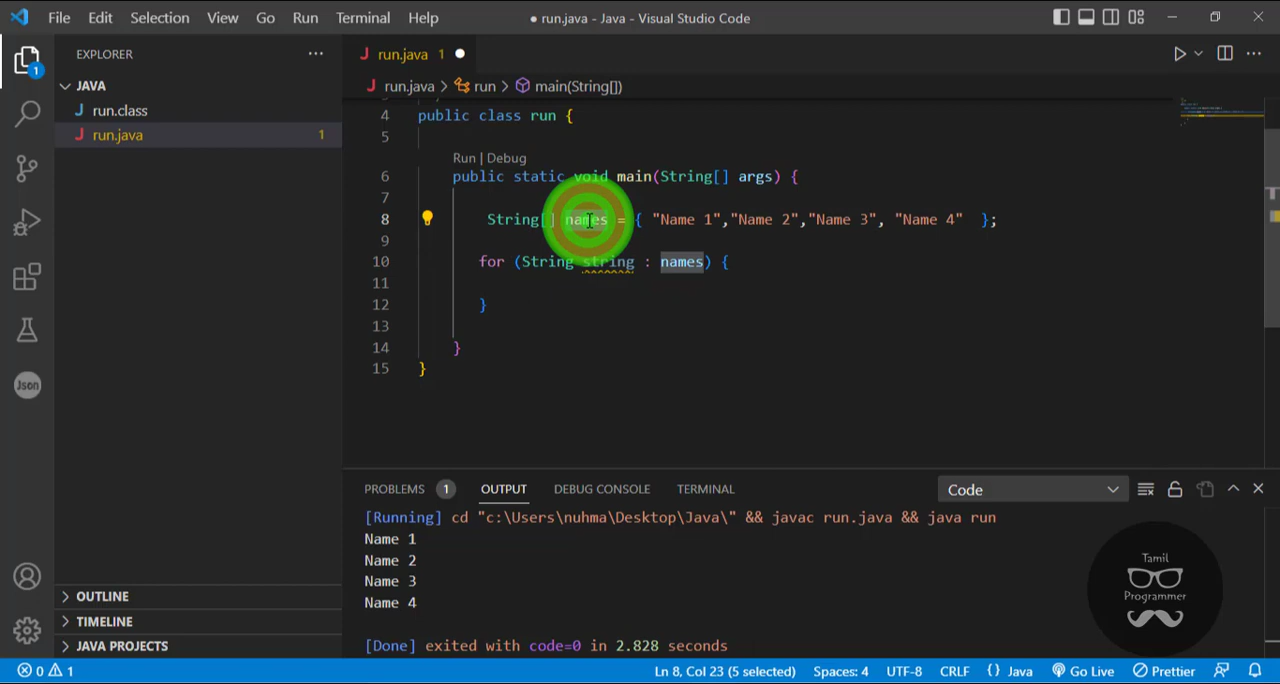 File Edit Selection View Go Run Terminal Help ● run.java - Java - Visual Studio Code
EXPLORER ···
1
JAVA
run.class
run.java 1
Json
OUTLINE
TIMELINE
JAVA PROJECTS
J run.java 1 ●
J run.java > run > main(String[])
4 public class run {
5
Run | Debug
6 public static void main(String[] args) {
7
8 String[] names = { "Name 1","Name 2","Name 3", "Name 4" };
9
10 for (String string : names) {
11
12 }
13
14 }
15 }
PROBLEMS 1 OUTPUT DEBUG CONSOLE TERMINAL Code
[Running] cd "c:\Users\nuhma\Desktop\Java\" && javac run.java && java run
Name 1
Name 2
Name 3
Name 4
[Done] exited with code=0 in 2.828 seconds
Tamil
Programmer
0 1 Ln 8, Col 23 (5 selected) Spaces: 4 UTF-8 CRLF {} Java Go Live Prettier